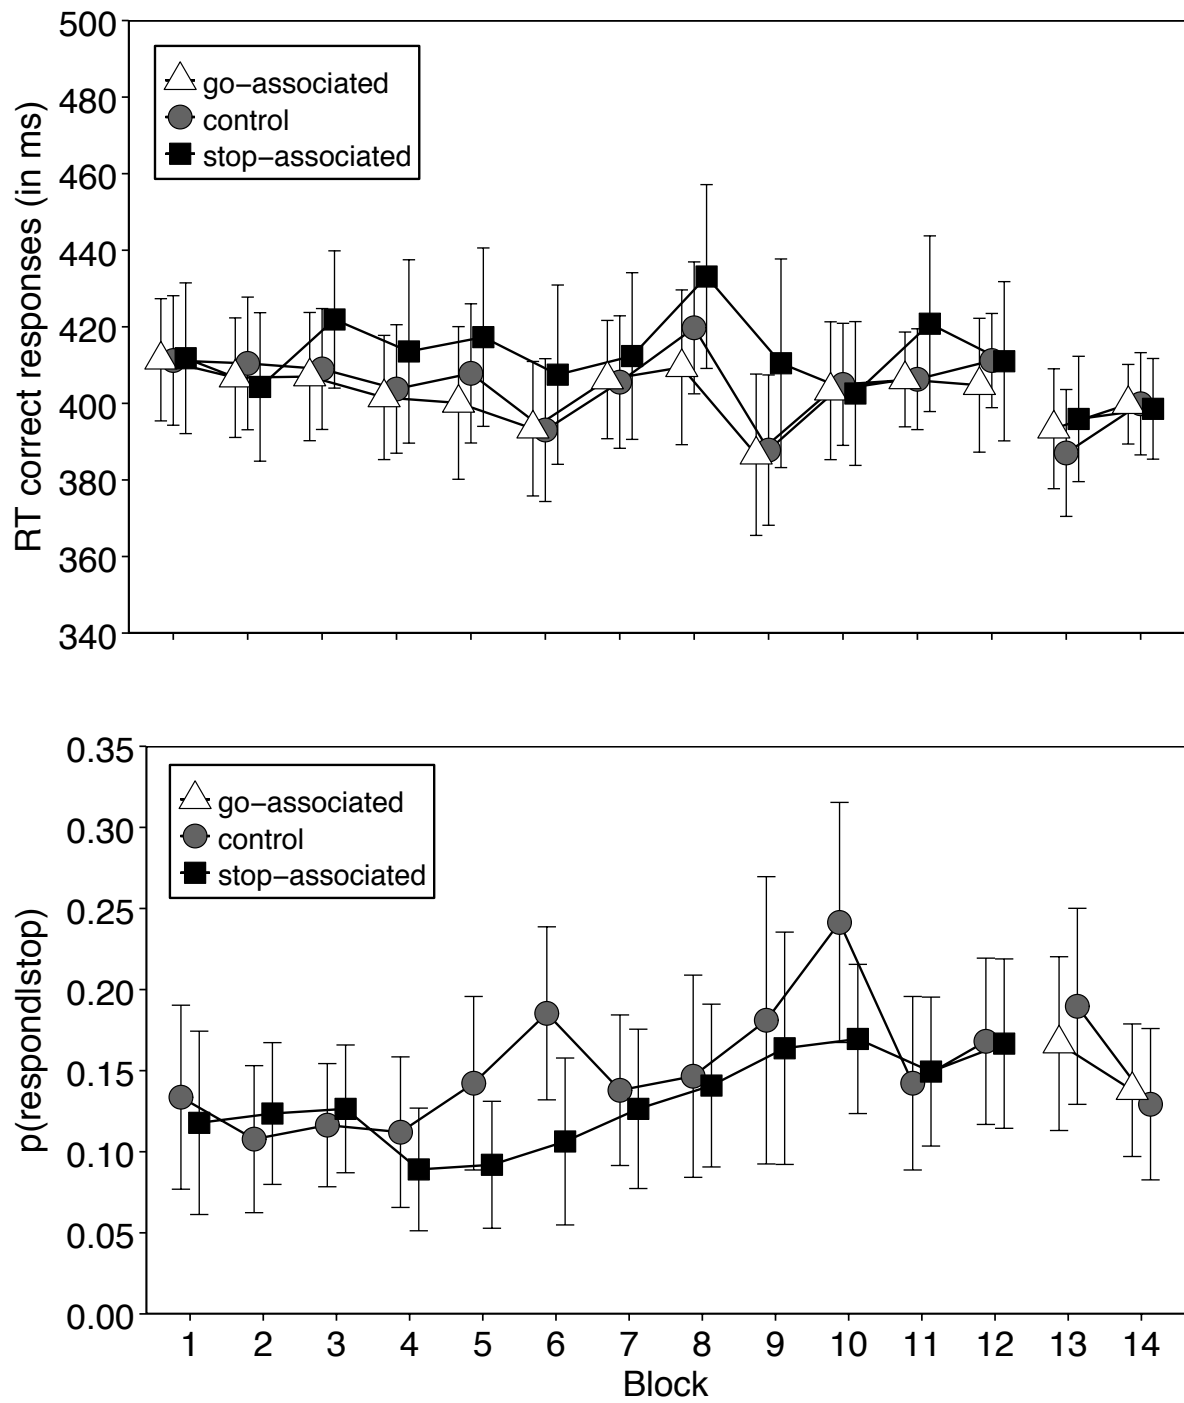 500
480
460
440
420
400
380
360
340
RT correct responses (in ms)
go−associated
control
stop−associated
0.35
0.30
0.25
0.20
0.15
0.10
0.05
0.00
p(respond|stop)
go−associated
control
stop−associated
1 2 3 4 5 6 7 8 9 10 11 12 13 14
Block